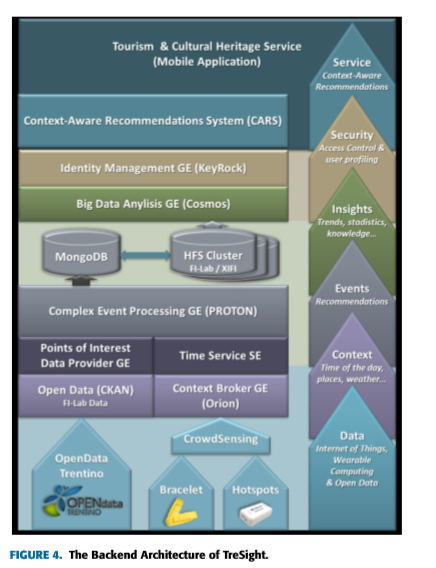 Tourism & Cultural Heritage Service
(Mobile Application)
Service
Context-Aware
Recommendations
Context-Aware Recommendations System (CARS)
Security
Access Control &
user profiling
Identity Management GE (KeyRock)
Big Data Anylisis GE (Cosmos)
Insights
Trends, stadistics,
knowledge...
MongoDB
HFS Cluster
FI-Lab / XIFI
Events
Recommendations
Complex Event Processing GE (PROTON)
Points of Interest
Data Provider GE
Time Service SE
Context
Time of the day,
places, weather...
Open Data (CKAN)
FI-Lab Data
Context Broker GE
(Orion)
CrowdSensing
Data
Internet of Things,
Wearable
Computing
& Open Data
OpenData
Trentino
OPENdata
TRENTINO
Bracelet
Hotspots
FIGURE 4. The Backend Architecture of TreSight.